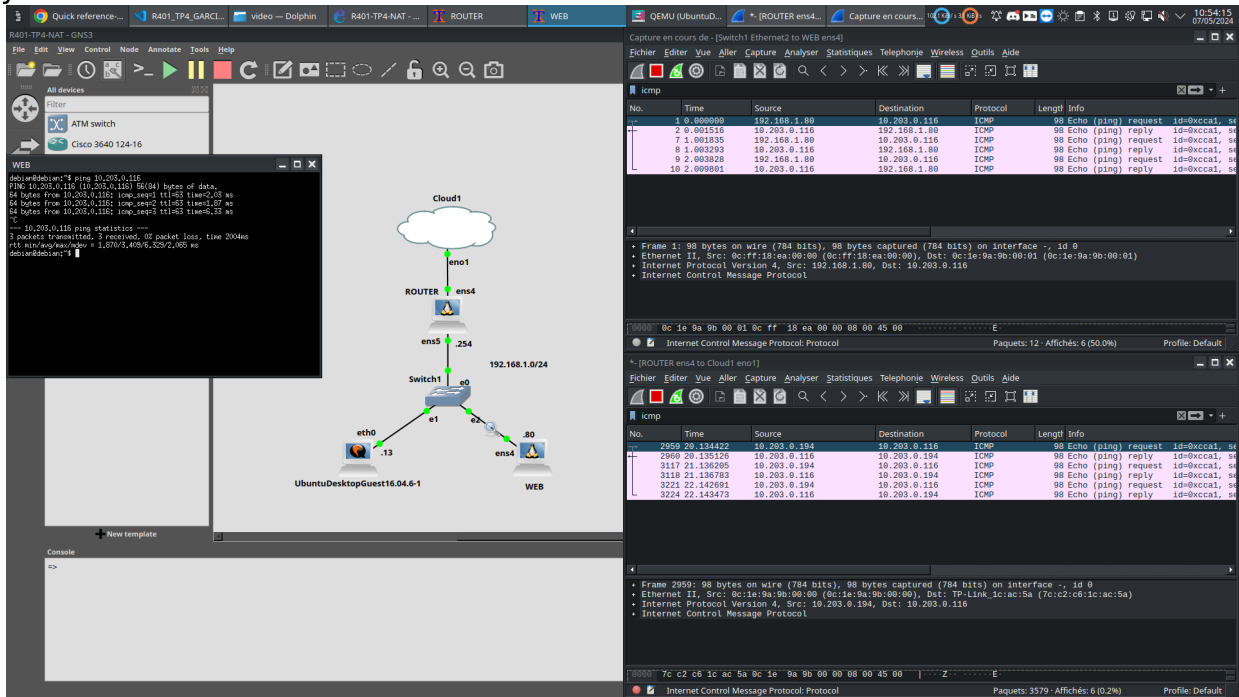 Quick reference-...
R401_TP4_GARCI...
video — Dolphin
R401-TP4-NAT - ...
ROUTER
WEB
QEMU (UbuntuD...
*- [ROUTER ens4...
Capture en cours...
10:54:15
07/05/2024
R401-TP4-NAT - GNS3
File Edit View Control Node Annotate Tools Help
All devices
Filter
ATM switch
Cisco 3640 124-16
WEB
debian@debian:~$ ping 10.203.0.116
PING 10.203.0.116 (10.203.0.116) 56(84) bytes of data.
64 bytes from 10.203.0.116: icmp_seq=1 ttl=63 time=2.03 ms
64 bytes from 10.203.0.116: icmp_seq=2 ttl=63 time=1.87 ms
64 bytes from 10.203.0.116: icmp_seq=3 ttl=63 time=6.33 ms
^C
--- 10.203.0.116 ping statistics ---
3 packets transmitted, 3 received, 0% packet loss, time 2004ms
rtt min/avg/max/mdev = 1.870/3.409/6.329/2.065 ms
debian@debian:~$
Cloud1
eno1
ROUTER ens4
ens5 .254
192.168.1.0/24
Switch1 e0
e1 e2
eth0 .80
.13 ens4
UbuntuDesktopGuest16.04.6-1
WEB
New template
Console
=>
Capture en cours de - [Switch1 Ethernet2 to WEB ens4]
Fichier Editer Vue Aller Capture Analyser Statistiques Telephonie Wireless Outils Aide
icmp
No. Time Source Destination Protocol Length Info
1 0.000000 192.168.1.80 10.203.0.116 ICMP 98 Echo (ping) request id=0xcca1, se
2 0.001516 10.203.0.116 192.168.1.80 ICMP 98 Echo (ping) reply id=0xcca1, se
7 1.001835 192.168.1.80 10.203.0.116 ICMP 98 Echo (ping) request id=0xcca1, se
8 1.003293 10.203.0.116 192.168.1.80 ICMP 98 Echo (ping) reply id=0xcca1, se
9 2.003828 192.168.1.80 10.203.0.116 ICMP 98 Echo (ping) request id=0xcca1, se
10 2.009801 10.203.0.116 192.168.1.80 ICMP 98 Echo (ping) reply id=0xcca1, se
Frame 1: 98 bytes on wire (784 bits), 98 bytes captured (784 bits) on interface -, id 0
Ethernet II, Src: 0c:ff:18:ea:00:00 (0c:ff:18:ea:00:00), Dst: 0c:1e:9a:9b:00:01 (0c:1e:9a:9b:00:01)
Internet Protocol Version 4, Src: 192.168.1.80, Dst: 10.203.0.116
Internet Control Message Protocol
0000 0c 1e 9a 9b 00 01 0c ff 18 ea 00 00 08 00 45 00 ········ ······E·
Internet Control Message Protocol: Protocol Paquets: 12 · Affichés: 6 (50.0%) Profile: Default
*- [ROUTER ens4 to Cloud1 eno1]
Fichier Editer Vue Aller Capture Analyser Statistiques Telephonie Wireless Outils Aide
icmp
No. Time Source Destination Protocol Length Info
2959 20.134422 10.203.0.194 10.203.0.116 ICMP 98 Echo (ping) request id=0xcca1, se
2960 20.135126 10.203.0.116 10.203.0.194 ICMP 98 Echo (ping) reply id=0xcca1, se
3117 21.136205 10.203.0.194 10.203.0.116 ICMP 98 Echo (ping) request id=0xcca1, se
3118 21.136783 10.203.0.116 10.203.0.194 ICMP 98 Echo (ping) reply id=0xcca1, se
3221 22.142691 10.203.0.194 10.203.0.116 ICMP 98 Echo (ping) request id=0xcca1, se
3224 22.143473 10.203.0.116 10.203.0.194 ICMP 98 Echo (ping) reply id=0xcca1, se
Frame 2959: 98 bytes on wire (784 bits), 98 bytes captured (784 bits) on interface -, id 0
Ethernet II, Src: 0c:1e:9a:9b:00:00 (0c:1e:9a:9b:00:00), Dst: TP-Link_1c:ac:5a (7c:c2:c6:1c:ac:5a)
Internet Protocol Version 4, Src: 10.203.0.194, Dst: 10.203.0.116
Internet Control Message Protocol
0000 7c c2 c6 1c ac 5a 0c 1e 9a 9b 00 00 08 00 45 00 |····Z·· ······E·
Internet Control Message Protocol: Protocol Paquets: 3579 · Affichés: 6 (0.2%) Profile: Default